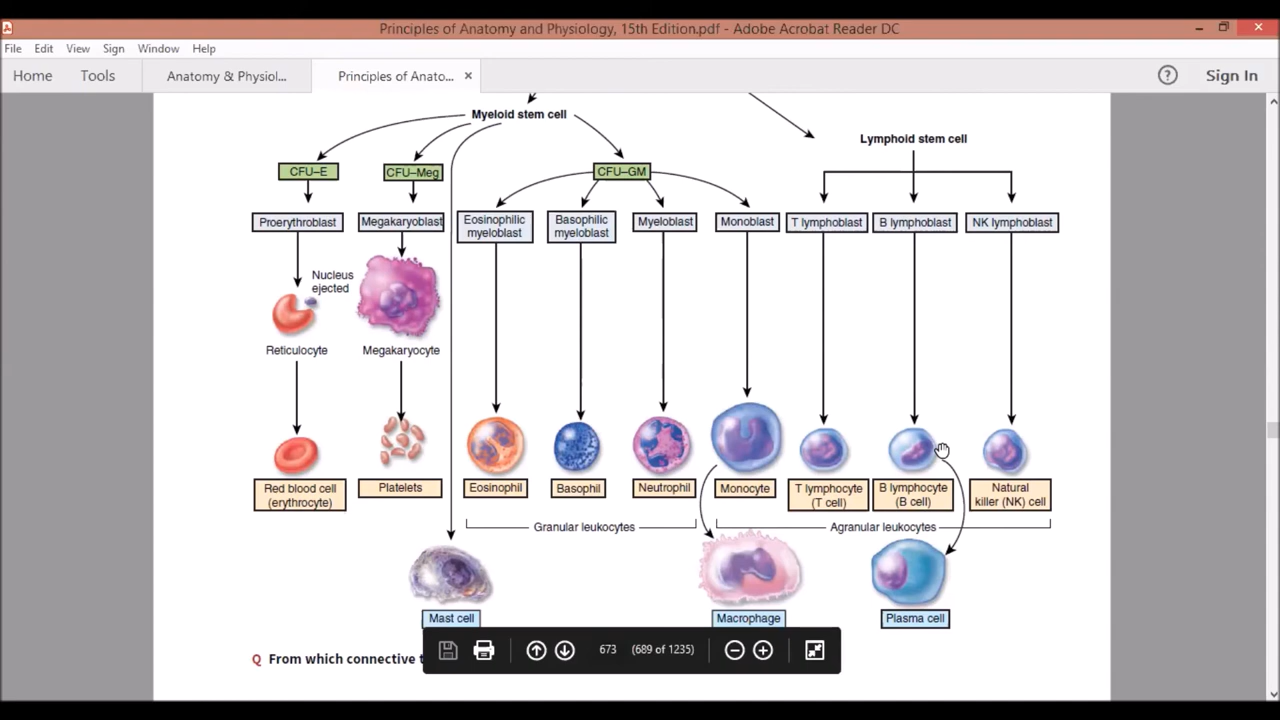 Principles of Anatomy and Physiology, 15th Edition.pdf - Adobe Acrobat Reader DC
File Edit View Sign Window Help
Home Tools Anatomy & Physiol... Principles of Anato... × ? Sign In
Myeloid stem cell
Lymphoid stem cell
CFU–E CFU–Meg CFU–GM
Proerythroblast Megakaryoblast Eosinophilic Basophilic Myeloblast Monoblast T lymphoblast B lymphoblast NK lymphoblast
myeloblast myeloblast
Nucleus
ejected
Reticulocyte Megakaryocyte
Red blood cell Platelets Eosinophil Basophil Neutrophil Monocyte T lymphocyte B lymphocyte Natural
(erythrocyte) (T cell) (B cell) killer (NK) cell
Granular leukocytes Agranular leukocytes
Mast cell Macrophage Plasma cell
673 (689 of 1235)
Q From which connective